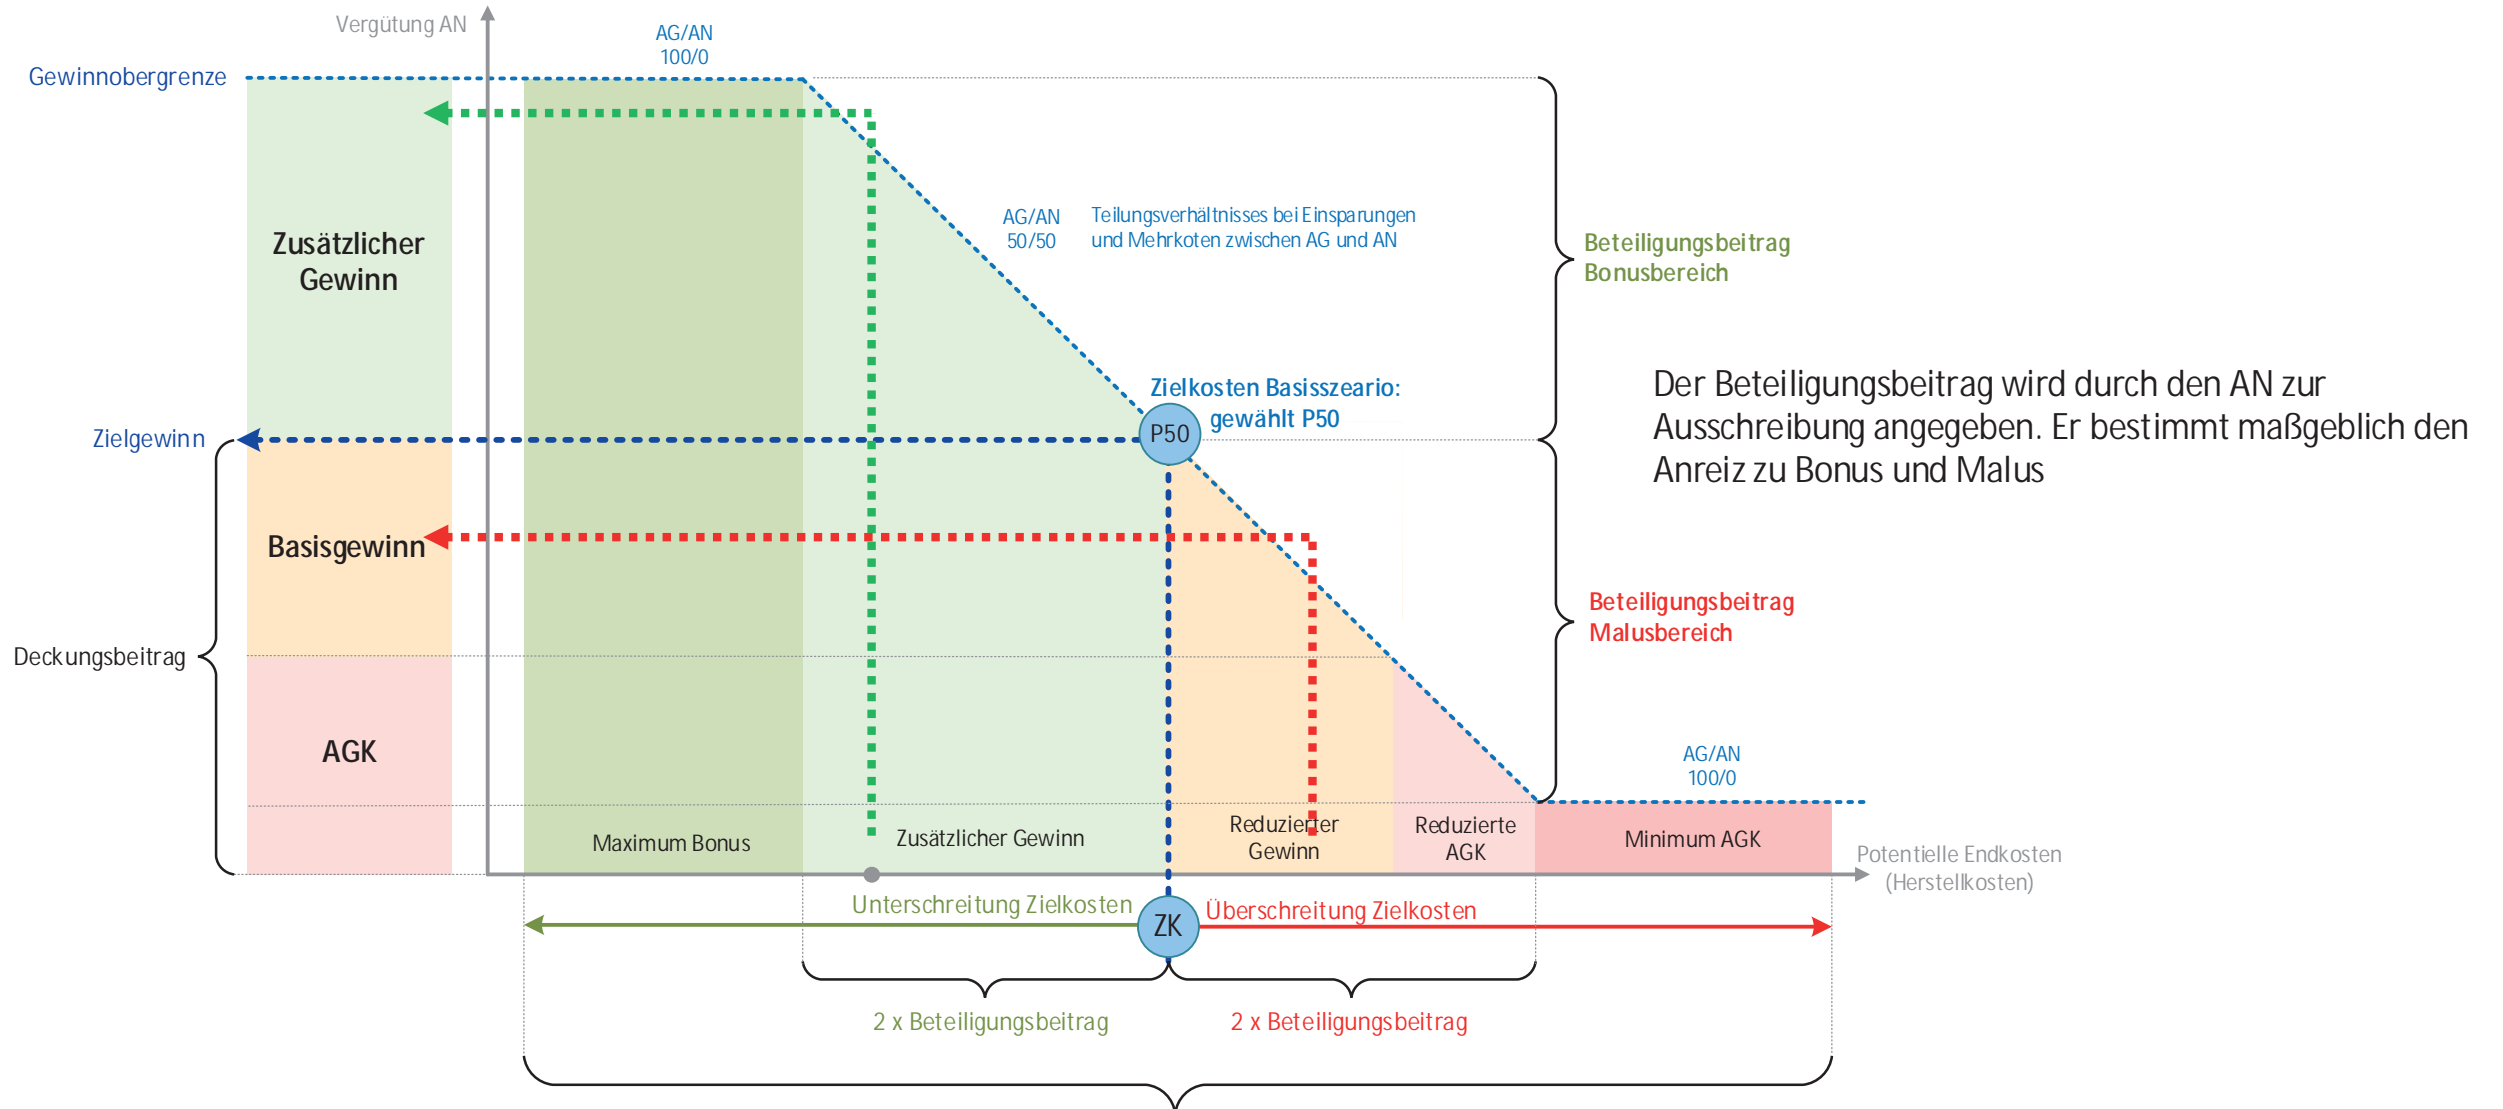 Vergütung AN
AG/AN
100/0
Gewinnobergrenze
Zusätzlicher
Gewinn
AG/AN
50/50
Teilungsverhältnisses bei Einsparungen
und Mehrkoten zwischen AG und AN
Beteiligungsbeitrag
Bonusbereich
Zielkosten Basisszeario:
gewählt P50
P50
Der Beteiligungsbeitrag wird durch den AN zur
Ausschreibung angegeben. Er bestimmt maßgeblich den
Anreiz zu Bonus und Malus
Zielgewinn
Basisgewinn
Beteiligungsbeitrag
Malusbereich
Deckungsbeitrag
AGK
AG/AN
100/0
Maximum Bonus
Zusätzlicher Gewinn
Reduzierter
Gewinn
Reduzierte
AGK
Minimum AGK
Potentielle Endkosten
(Herstellkosten)
Unterschreitung Zielkosten
ZK
Überschreitung Zielkosten
2 x Beteiligungsbeitrag
2 x Beteiligungsbeitrag